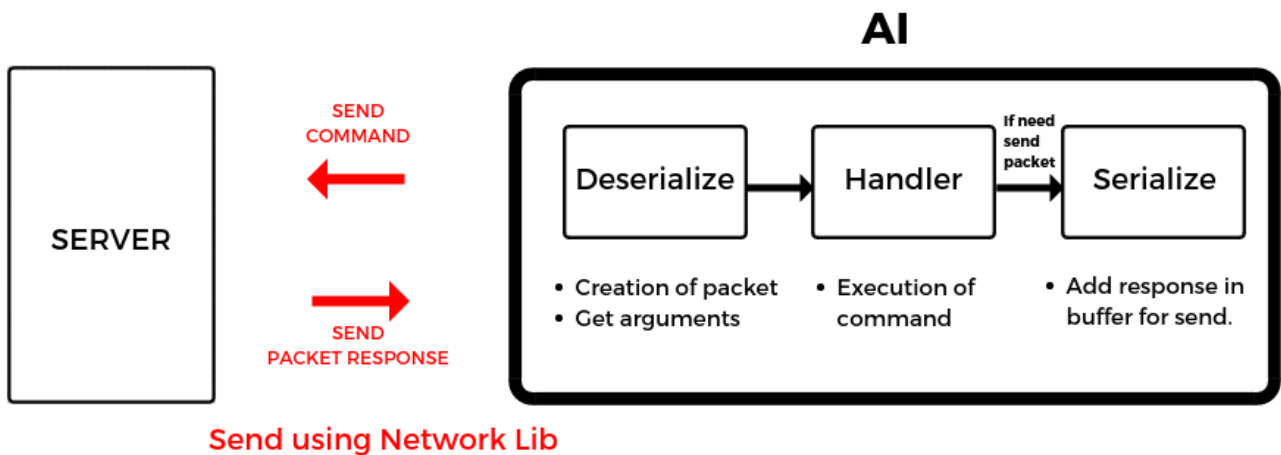 AI
SERVER
SEND
COMMAND
SEND
PACKET RESPONSE
Send using Network Lib
Deserialize
• Creation of packet
• Get arguments
Handler
• Execution of
command
If need
send
packet
Serialize
• Add response in
buffer for send.